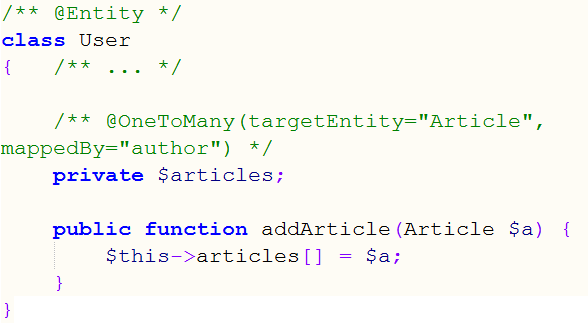 /** @Entity */
class User
{   /** ... */
    /** @OneToMany(targetEntity="Article",
mappedBy="author") */
    private $articles;
    public function addArticle(Article $a) {
        $this->articles[] = $a;
    }
}